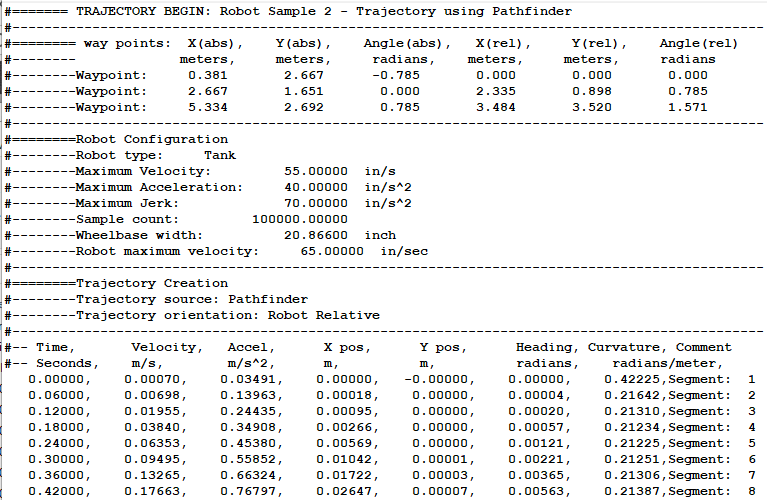 #======= TRAJECTORY BEGIN: Robot Sample 2 - Trajectory using Pathfinder
#-----------------------------------------------------------------------------------------------
#======== way points:  X(abs),    Y(abs),    Angle(abs),   X(rel),     Y(rel),    Angle(rel)
#--------             meters,     meters,     radians,    meters,     meters,     radians
#--------Waypoint:     0.381       2.667      -0.785       0.000       0.000       0.000
#--------Waypoint:     2.667       1.651       0.000       2.335       0.898       0.785
#--------Waypoint:     5.334       2.692       0.785       3.484       3.520       1.571
#-----------------------------------------------------------------------------------------------
#========Robot Configuration
#--------Robot type:     Tank
#--------Maximum Velocity:         55.00000  in/s
#--------Maximum Acceleration:     40.00000  in/s^2
#--------Maximum Jerk:             70.00000  in/s^2
#--------Sample count:         100000.00000
#--------Wheelbase width:          20.86600  inch
#--------Robot maximum velocity:     65.00000  in/sec
#-----------------------------------------------------------------------------------------------
#========Trajectory Creation
#--------Trajectory source: Pathfinder
#--------Trajectory orientation: Robot Relative
#-----------------------------------------------------------------------------------------------
#-- Time,       Velocity,   Accel,      X pos,      Y pos,      Heading, Curvature, Comment
#-- Seconds,    m/s,        m/s^2,      m,          m,          radians,    radians/meter,
0.00000,    0.00070,    0.03491,    0.00000,   -0.00000,    0.00000,    0.42225,Segment:  1
0.06000,    0.00698,    0.13963,    0.00018,    0.00000,    0.00004,    0.21642,Segment:  2
0.12000,    0.01955,    0.24435,    0.00095,    0.00000,    0.00020,    0.21310,Segment:  3
0.18000,    0.03840,    0.34908,    0.00266,    0.00000,    0.00057,    0.21234,Segment:  4
0.24000,    0.06353,    0.45380,    0.00569,    0.00000,    0.00121,    0.21225,Segment:  5
0.30000,    0.09495,    0.55852,    0.01042,    0.00001,    0.00221,    0.21251,Segment:  6
0.36000,    0.13265,    0.66324,    0.01722,    0.00003,    0.00365,    0.21306,Segment:  7
0.42000,    0.17663,    0.76797,    0.02647,    0.00007,    0.00563,    0.21387,Segment:  8